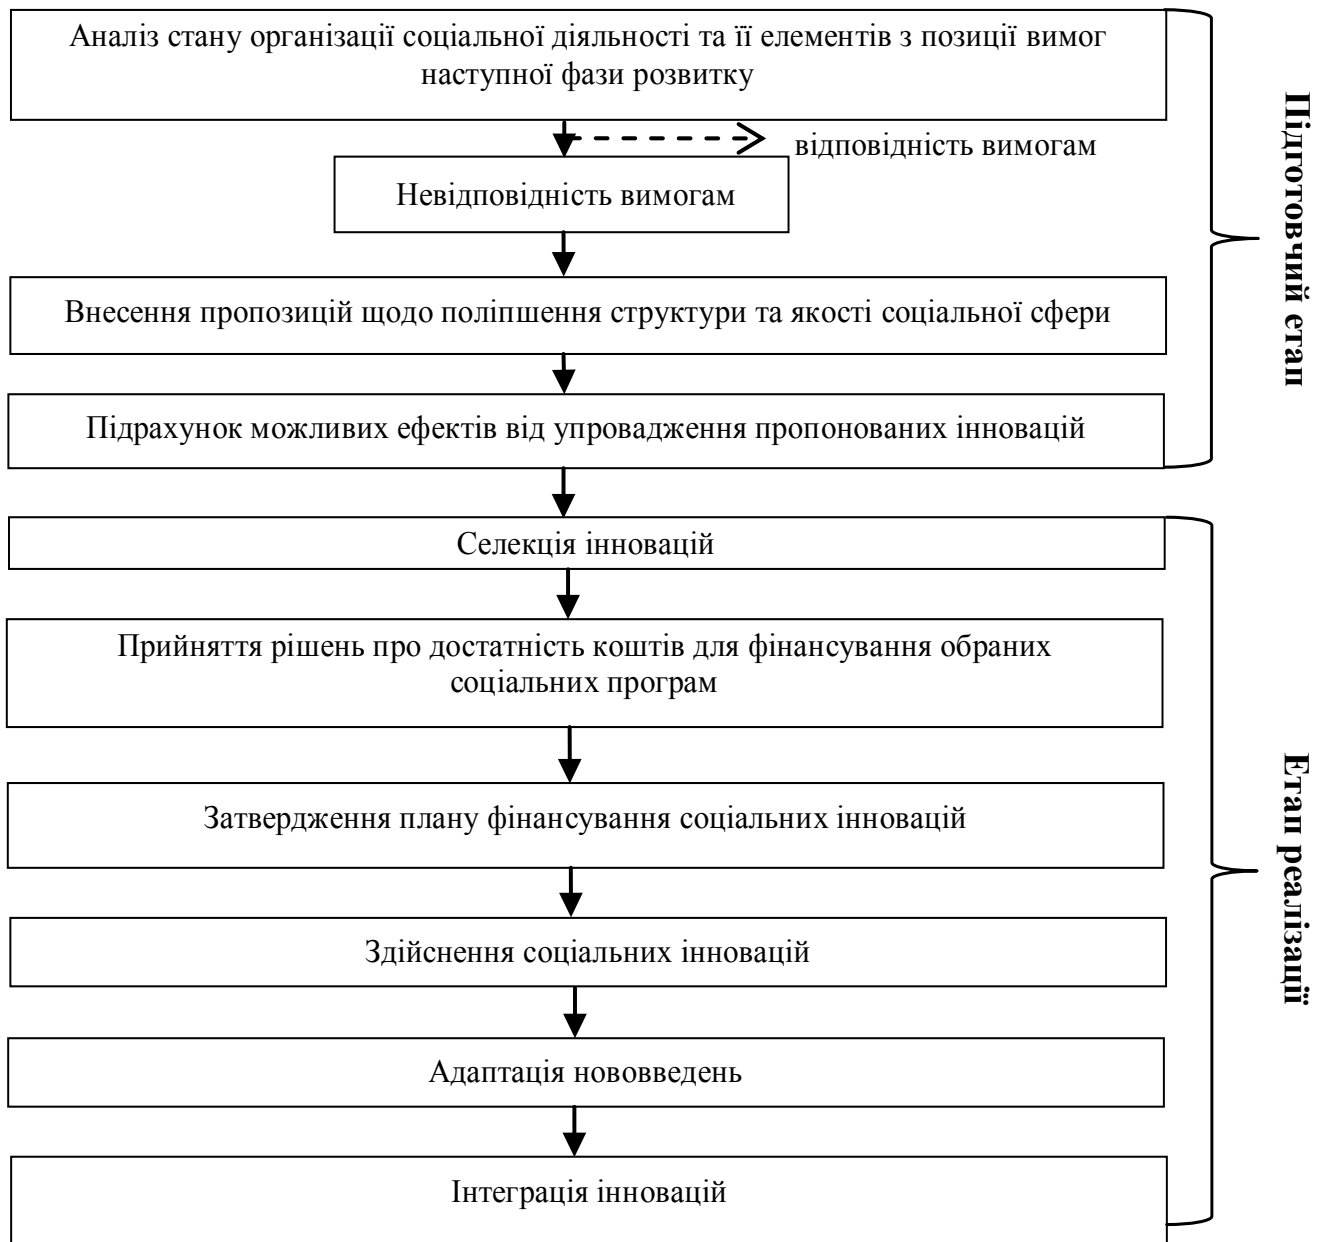 Аналіз стану організації соціальної діяльності та її елементів з позиції вимог
наступної фази розвитку
відповідність вимогам
Невідповідність вимогам
Внесення пропозицій щодо поліпшення структури та якості соціальної сфери
Підрахунок можливих ефектів від упровадження пропонованих інновацій
Підготовчий етап
Селекція інновацій
Прийняття рішень про достатність коштів для фінансування обраних
соціальних програм
Затвердження плану фінансування соціальних інновацій
Здійснення соціальних інновацій
Адаптація нововведень
Інтеграція інновацій
Етап реалізації